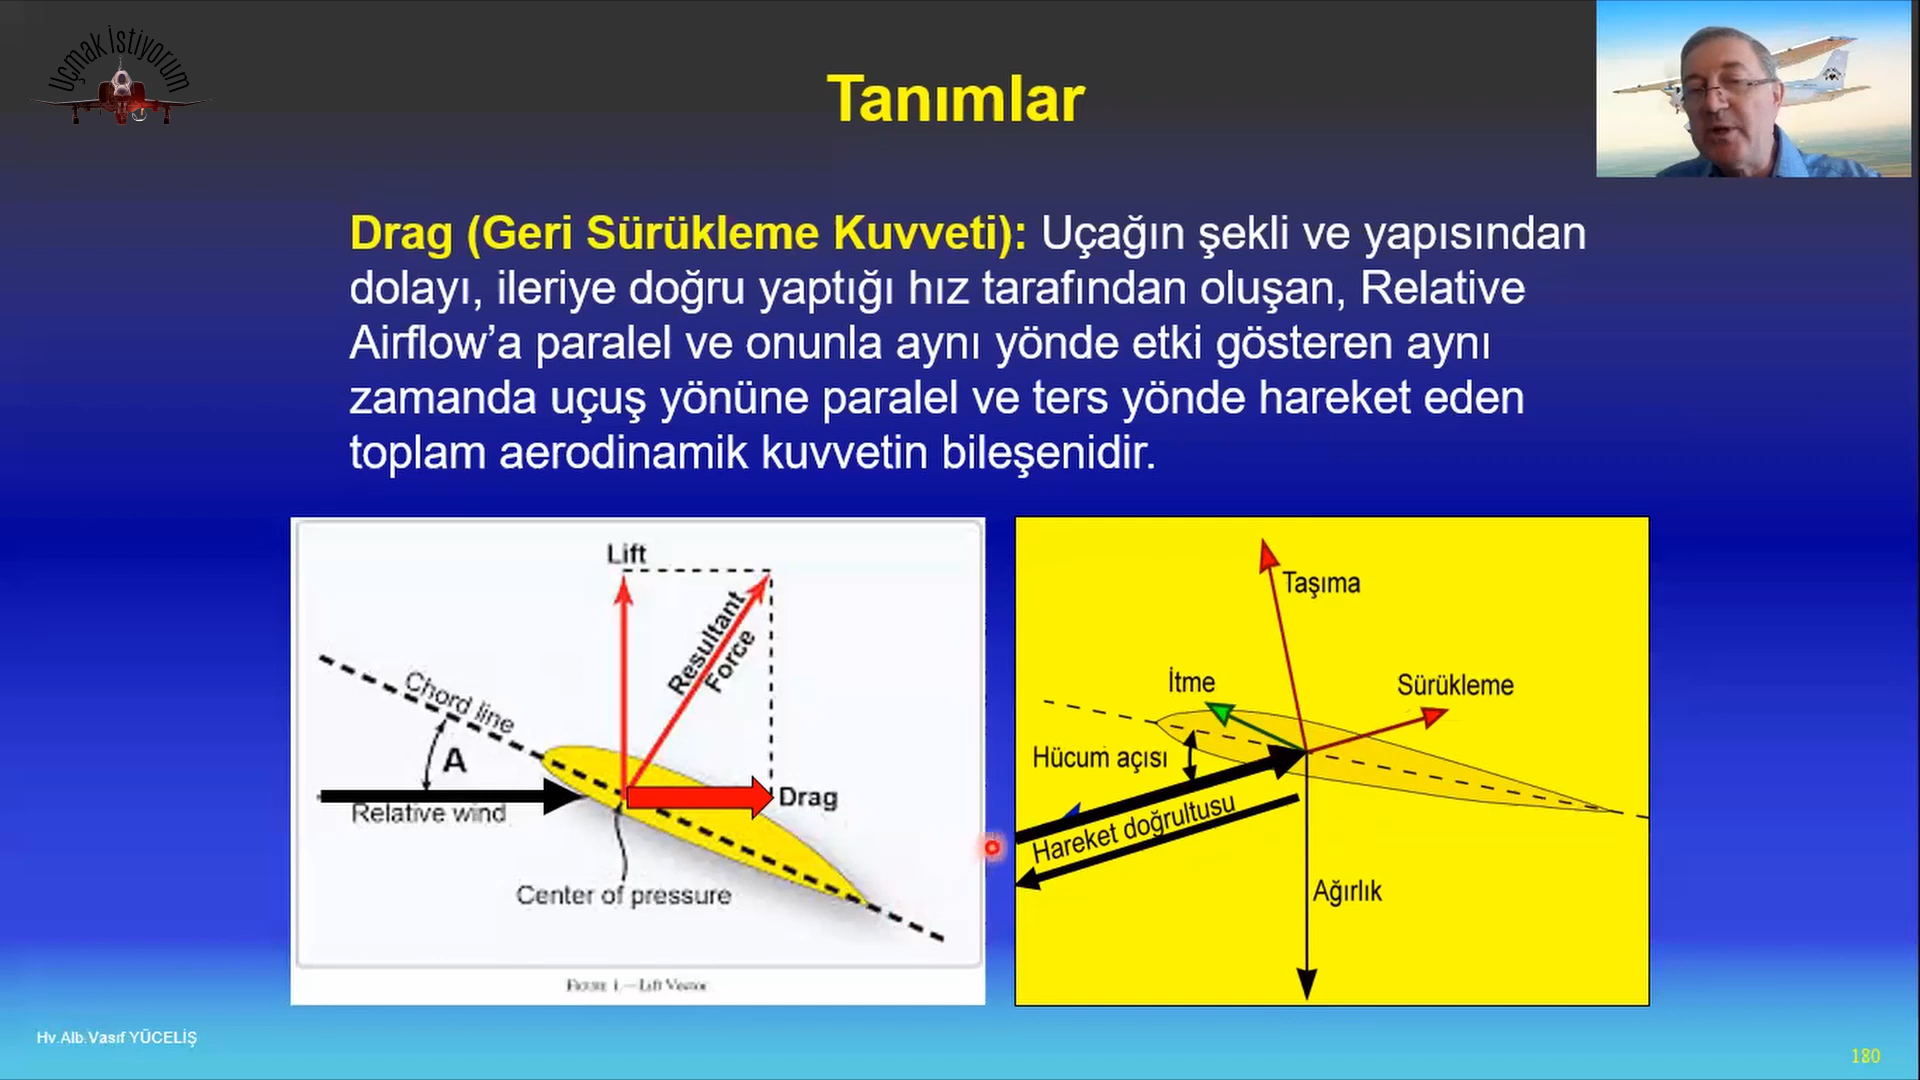 Uçmak İstiyorum
Tanımlar
Drag (Geri Sürükleme Kuvveti): Uçağın şekli ve yapısından
dolayı, ileriye doğru yaptığı hız tarafından oluşan, Relative
Airflow’a paralel ve onunla aynı yönde etki gösteren aynı
zamanda uçuş yönüne paralel ve ters yönde hareket eden
toplam aerodinamik kuvvetin bileşenidir.
Lift
Resultant
Force
Chord line
A
Relative wind
Drag
Center of pressure
FIGURE 1.—Lift Vector
Taşıma
İtme
Sürükleme
Hücum açısı
Hareket doğrultusu
Ağırlık
Hv.Alb.Vasıf YÜCELİŞ
180